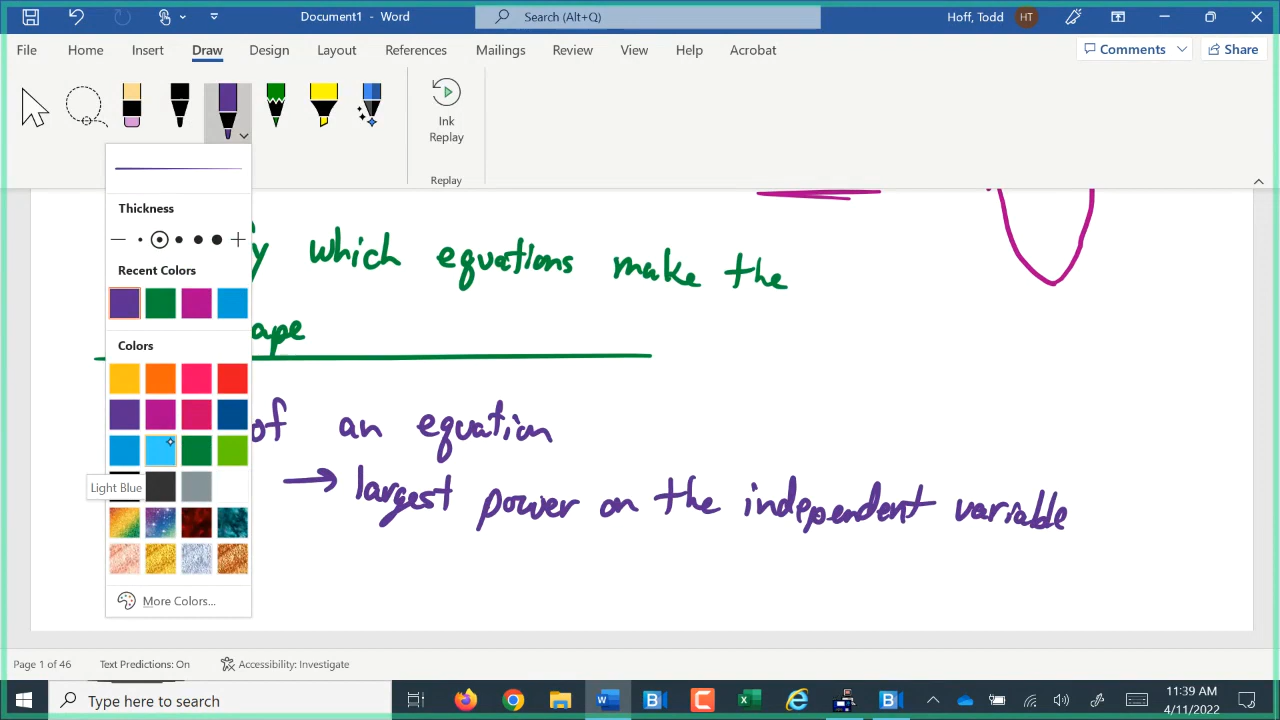 Document1 - Word
Search (Alt+Q)
Hoff, Todd
HT
File Home Insert Draw Design Layout References Mailings Review View Help Acrobat
Comments
Share
Ink
Replay
Replay
Thickness
Recent Colors
Colors
Light Blue
More Colors...
which equations make the
ape
of an equation
→ largest power on the independent variable
Page 1 of 46
Text Predictions: On
Accessibility: Investigate
Type here to search
11:39 AM
4/11/2022